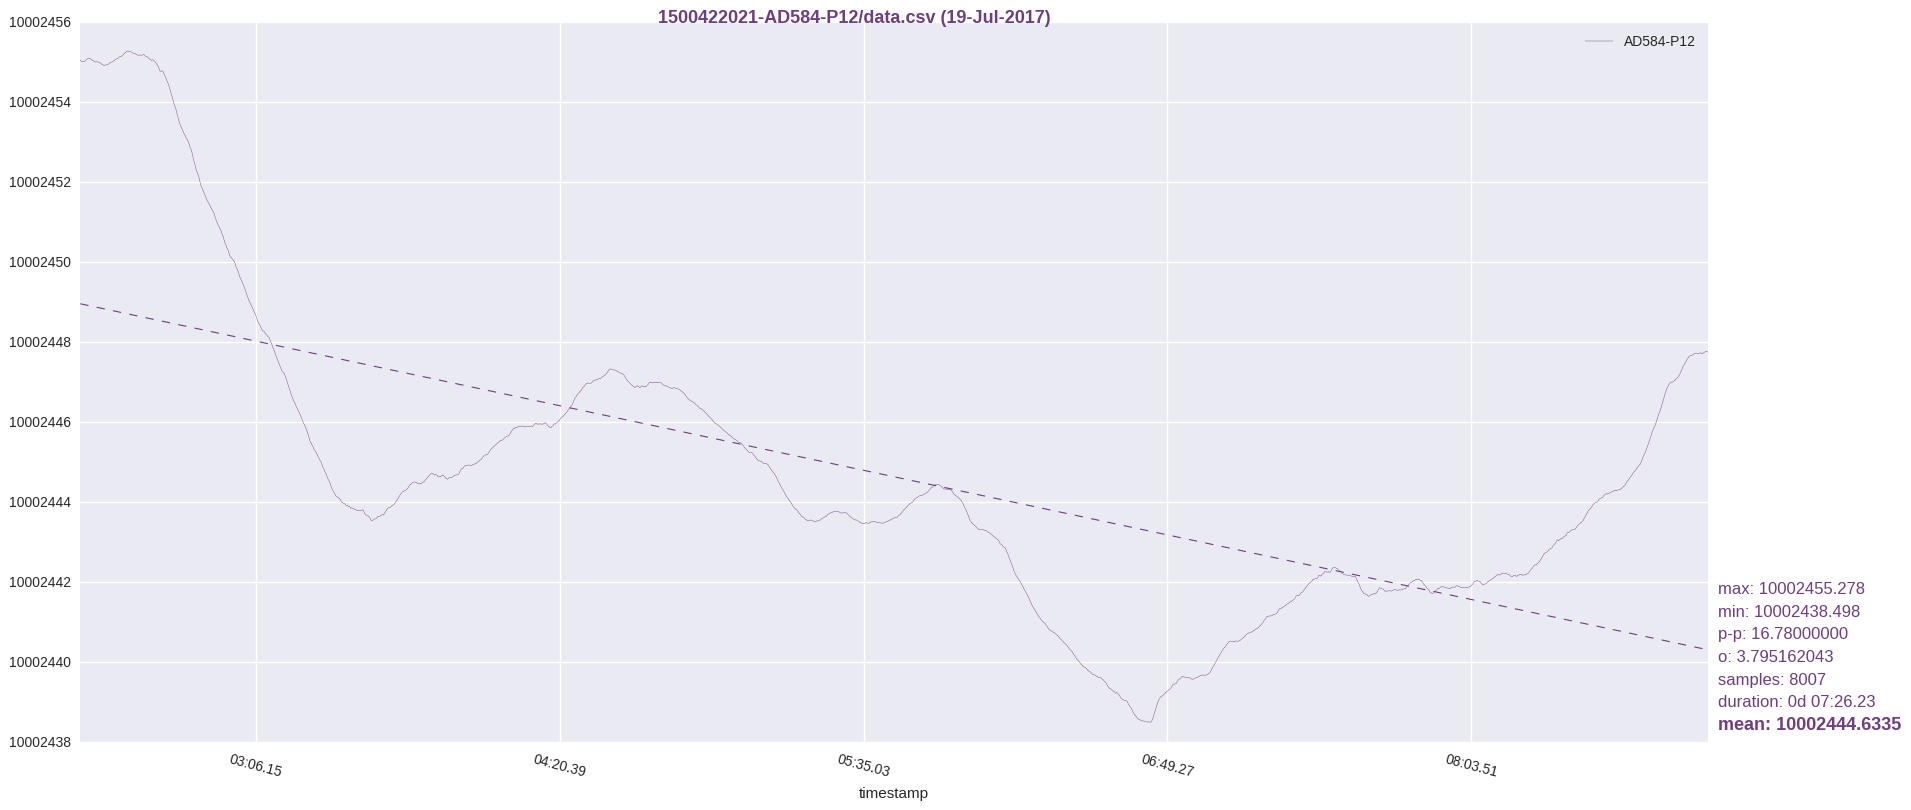 1500422021-AD584-P12/data.csv (19-Jul-2017)
AD584-P12
10002456
10002454
10002452
10002450
10002448
10002446
10002444
10002442
10002440
10002438
max: 10002455.278
min: 10002438.498
p-p: 16.78000000
o: 3.795162043
samples: 8007
duration: 0d 07:26.23
mean: 10002444.6335
03:06.15 04:20.39 05:35.03 06:49.27 08:03.51
timestamp